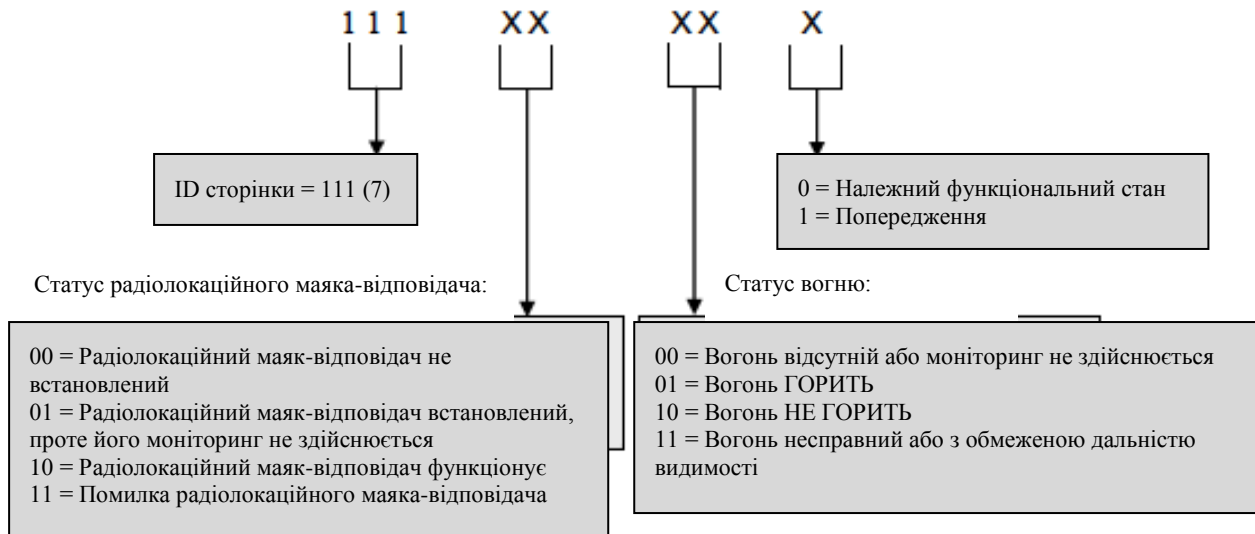 1 1 1 XX XX X
ID сторінки = 111 (7)
0 = Належний функціональний стан
1 = Попередження
Статус радіолокаційного маяка-відповідача:
00 = Радіолокаційний маяк-відповідач не
встановлений
01 = Радіолокаційний маяк-відповідач встановлений,
проте його моніторинг не здійснюється
10 = Радіолокаційний маяк-відповідач функціонує
11 = Помилка радіолокаційного маяка-відповідача
Статус вогню:
00 = Вогонь відсутній або моніторинг не здійснюється
01 = Вогонь ГОРИТЬ
10 = Вогонь НЕ ГОРИТЬ
11 = Вогонь несправний або з обмеженою дальністю
видимості